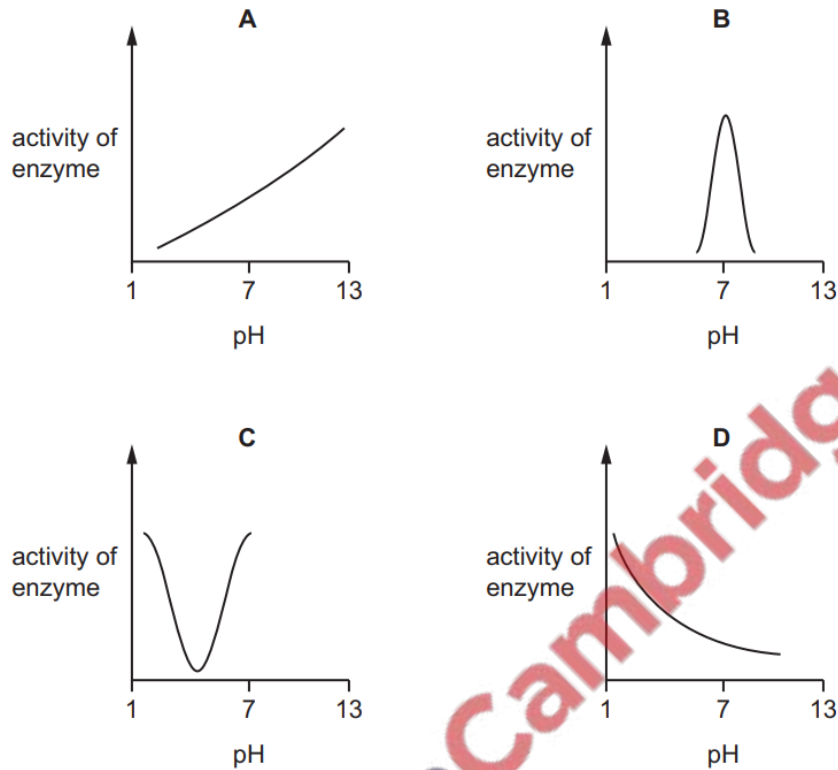 A
activity of
enzyme
1 7 13
pH
B
activity of
enzyme
1 7 13
pH
C
activity of
enzyme
1 7 13
pH
D
activity of
enzyme
1 7 13
pH
Cambridg